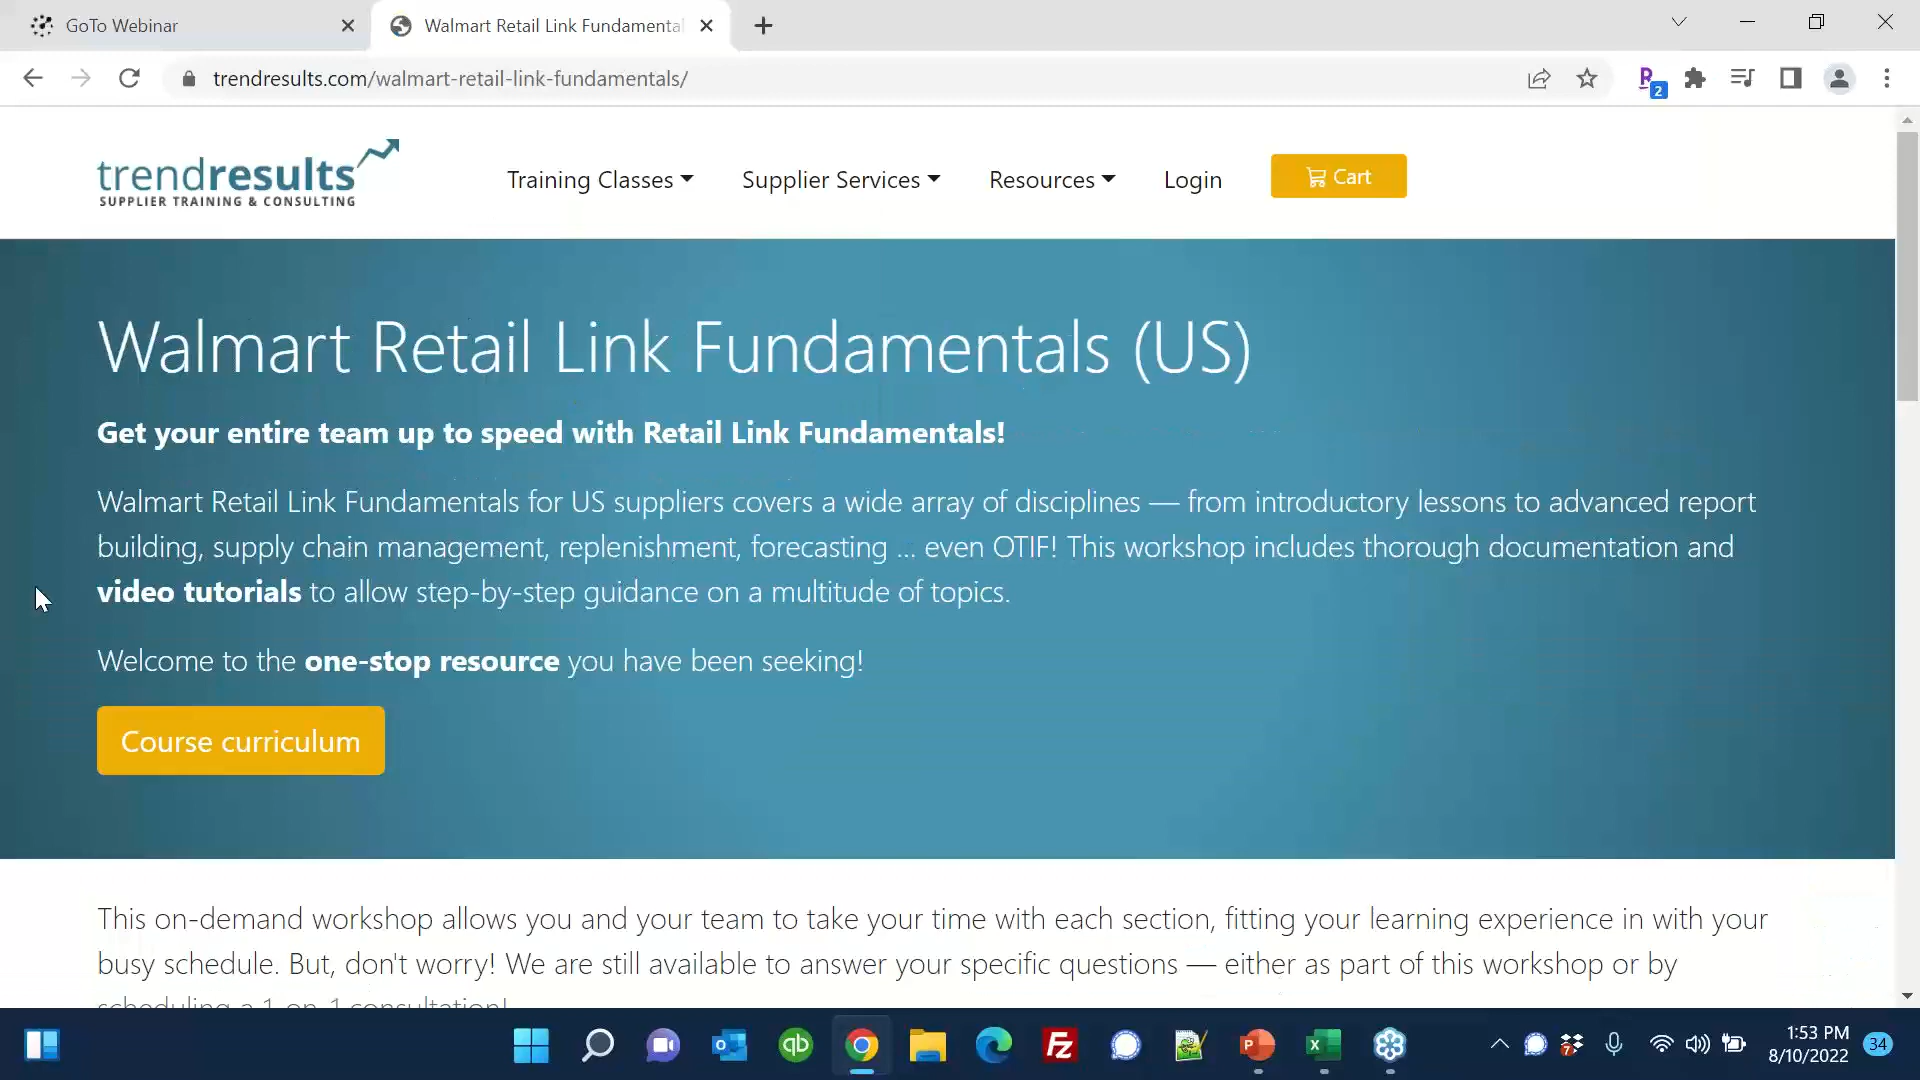 GoTo Webinar
Walmart Retail Link Fundamental
trendresults.com/walmart-retail-link-fundamentals/
2
trendresults
SUPPLIER TRAINING & CONSULTING
Training Classes
Supplier Services
Resources
Login
Cart
Walmart Retail Link Fundamentals (US)
Get your entire team up to speed with Retail Link Fundamentals!
Walmart Retail Link Fundamentals for US suppliers covers a wide array of disciplines — from introductory lessons to advanced report
building, supply chain management, replenishment, forecasting ... even OTIF! This workshop includes thorough documentation and
video tutorials to allow step-by-step guidance on a multitude of topics.
Welcome to the one-stop resource you have been seeking!
Course curriculum
This on-demand workshop allows you and your team to take your time with each section, fitting your learning experience in with your
busy schedule. But, don't worry! We are still available to answer your specific questions — either as part of this workshop or by
scheduling a 1-on-1 consultation!
1:53 PM
8/10/2022
34